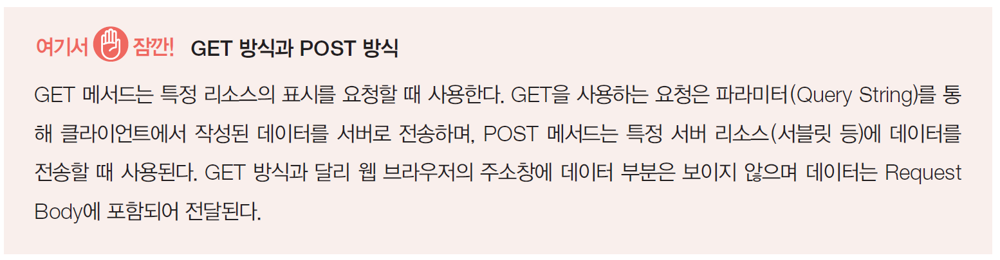 여기서 잠깐! GET 방식과 POST 방식
GET 메서드는 특정 리소스의 표시를 요청할 때 사용한다. GET을 사용하는 요청은 파라미터(Query String)를 통
해 클라이언트에서 작성된 데이터를 서버로 전송하며, POST 메서드는 특정 서버 리소스(서블릿 등)에 데이터를
전송할 때 사용된다. GET 방식과 달리 웹 브라우저의 주소창에 데이터 부분은 보이지 않으며 데이터는 Request
Body에 포함되어 전달된다.